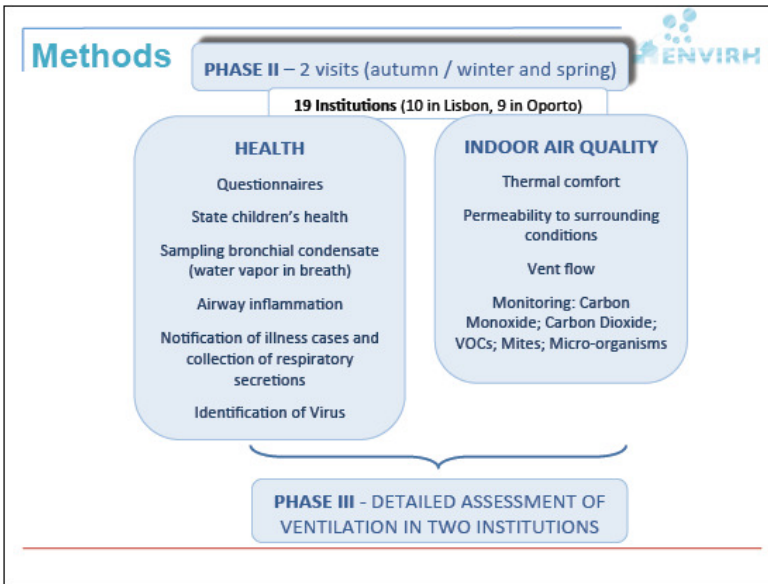 Methods
ENVIRH
PHASE II – 2 visits (autumn / winter and spring)
19 Institutions (10 in Lisbon, 9 in Oporto)
HEALTH
Questionnaires
State children's health
Sampling bronchial condensate
(water vapor in breath)
Airway inflammation
Notification of illness cases and
collection of respiratory
secretions
Identification of Virus
INDOOR AIR QUALITY
Thermal comfort
Permeability to surrounding
conditions
Vent flow
Monitoring: Carbon
Monoxide; Carbon Dioxide;
VOCs; Mites; Micro-organisms
PHASE III - DETAILED ASSESSMENT OF
VENTILATION IN TWO INSTITUTIONS